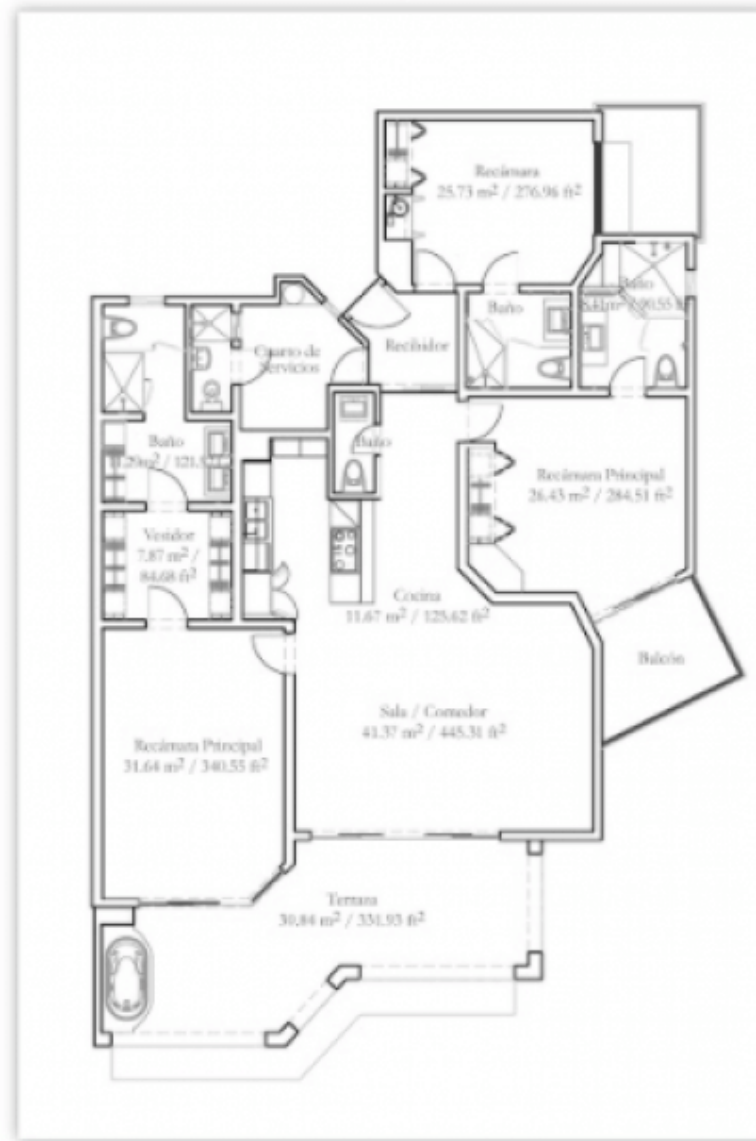 Recámara
25.73 m² / 276.96 ft²
Baño
Baño
Recibidor
Cuarto de
Servicios
Baño
Baño
Recámara Principal
26.43 m² / 284.51 ft²
Vestidor
7.87 m² /
84.68 ft²
Cocina
11.67 m² / 125.62 ft²
Balcón
Sala / Comedor
41.37 m² / 445.31 ft²
Recámara Principal
31.64 m² / 340.55 ft²
Terraza
30.84 m² / 331.93 ft²